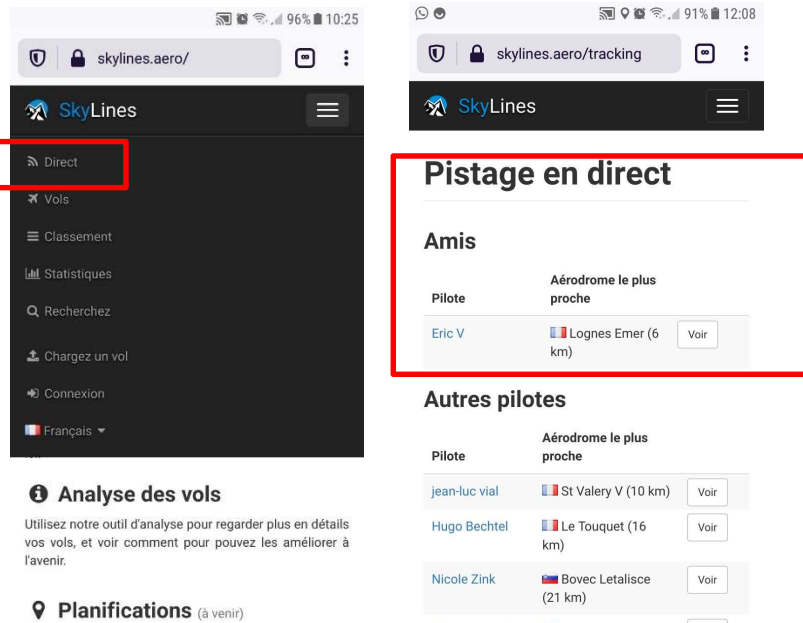 96% 10:25
skylines.aero/
SkyLines
Direct
Vols
Classement
Statistiques
Recherchez
Chargez un vol
Connexion
Français
Analyse des vols
Utilisez notre outil d'analyse pour regarder plus en détails
vos vols, et voir comment pour pouvez les améliorer à
l'avenir.
Planifications (à venir)
91% 12:08
skylines.aero/tracking
SkyLines
Pistage en direct
Amis
Pilote Aérodrome le plus
proche
Eric V Lognes Emer (6
km) Voir
Autres pilotes
Pilote Aérodrome le plus
proche
jean-luc vial St Valery V (10 km) Voir
Hugo Bechtel Le Touquet (16
km) Voir
Nicole Zink Bovec Letalisce
(21 km) Voir